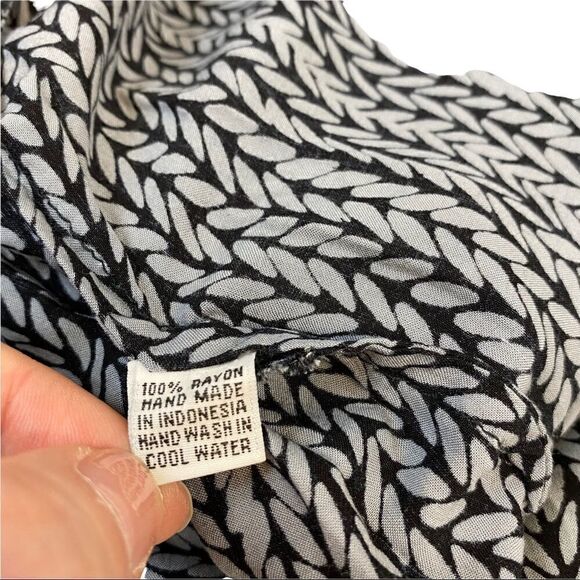 100% RAYON
HAND MADE
IN INDONESIA
HAND WASH IN
COOL WATER